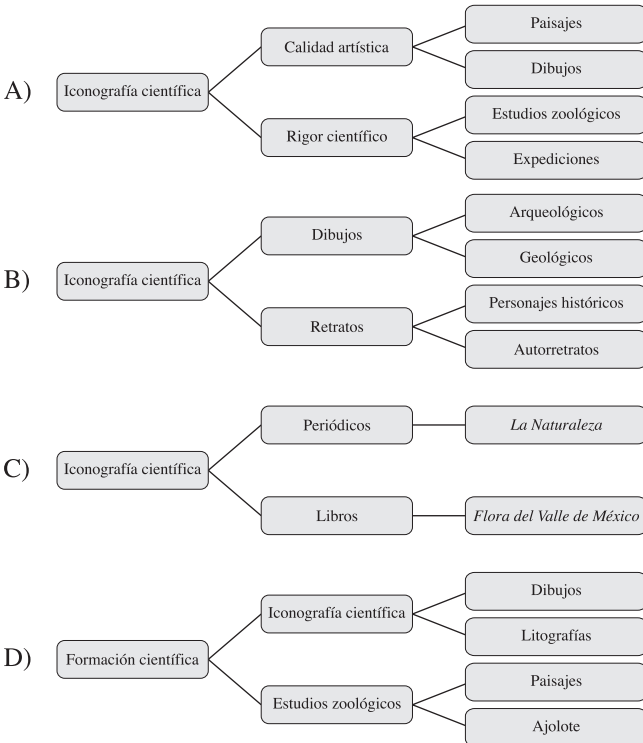 A)
Iconografía científica
Calidad artística
Paisajes
Dibujos
Rigor científico
Estudios zoológicos
Expediciones
B)
Iconografía científica
Dibujos
Arqueológicos
Geológicos
Retratos
Personajes históricos
Autorretratos
C)
Iconografía científica
Periódicos
La Naturaleza
Libros
Flora del Valle de México
D)
Formación científica
Iconografía científica
Dibujos
Litografías
Estudios zoológicos
Paisajes
Ajolote